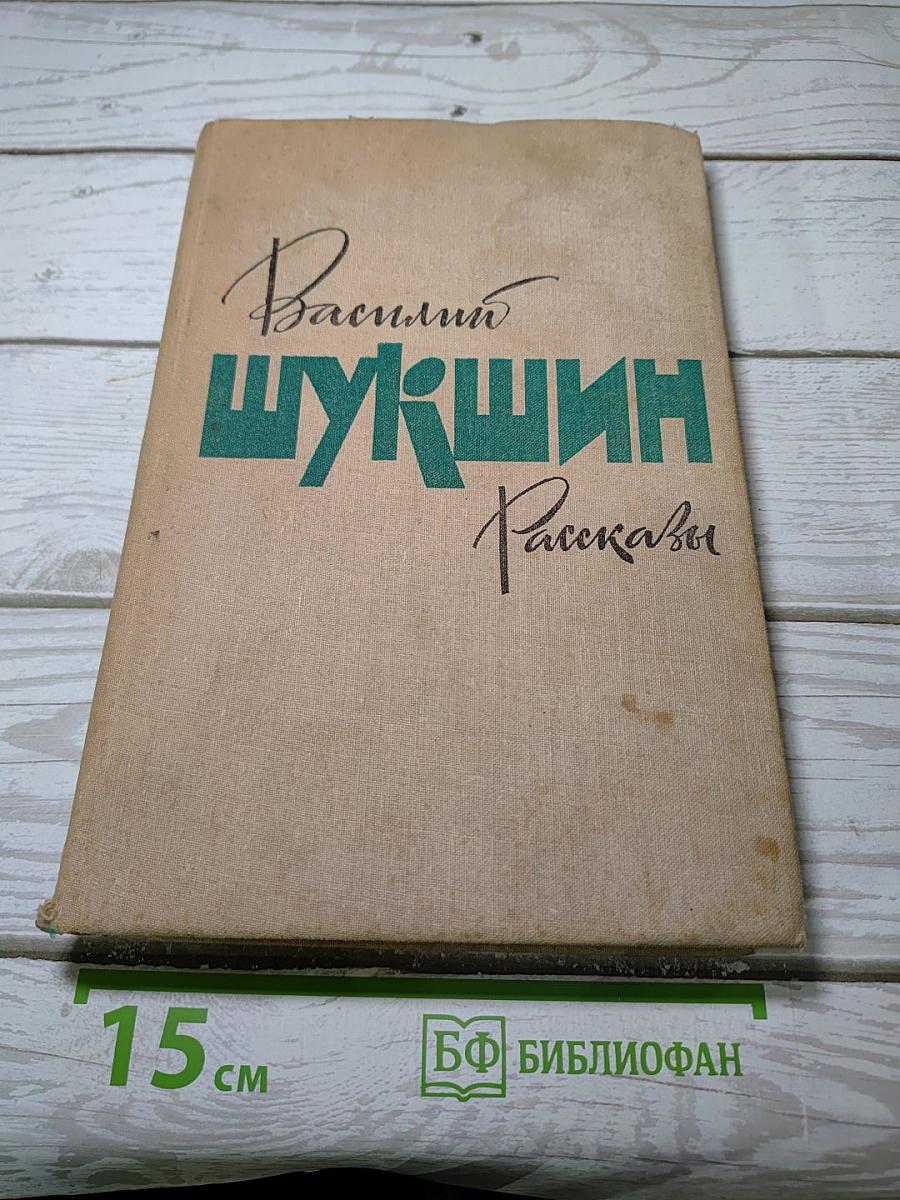 Василий
ШУКШИН
Рассказы
15 см
БФ БИБЛИОФАН